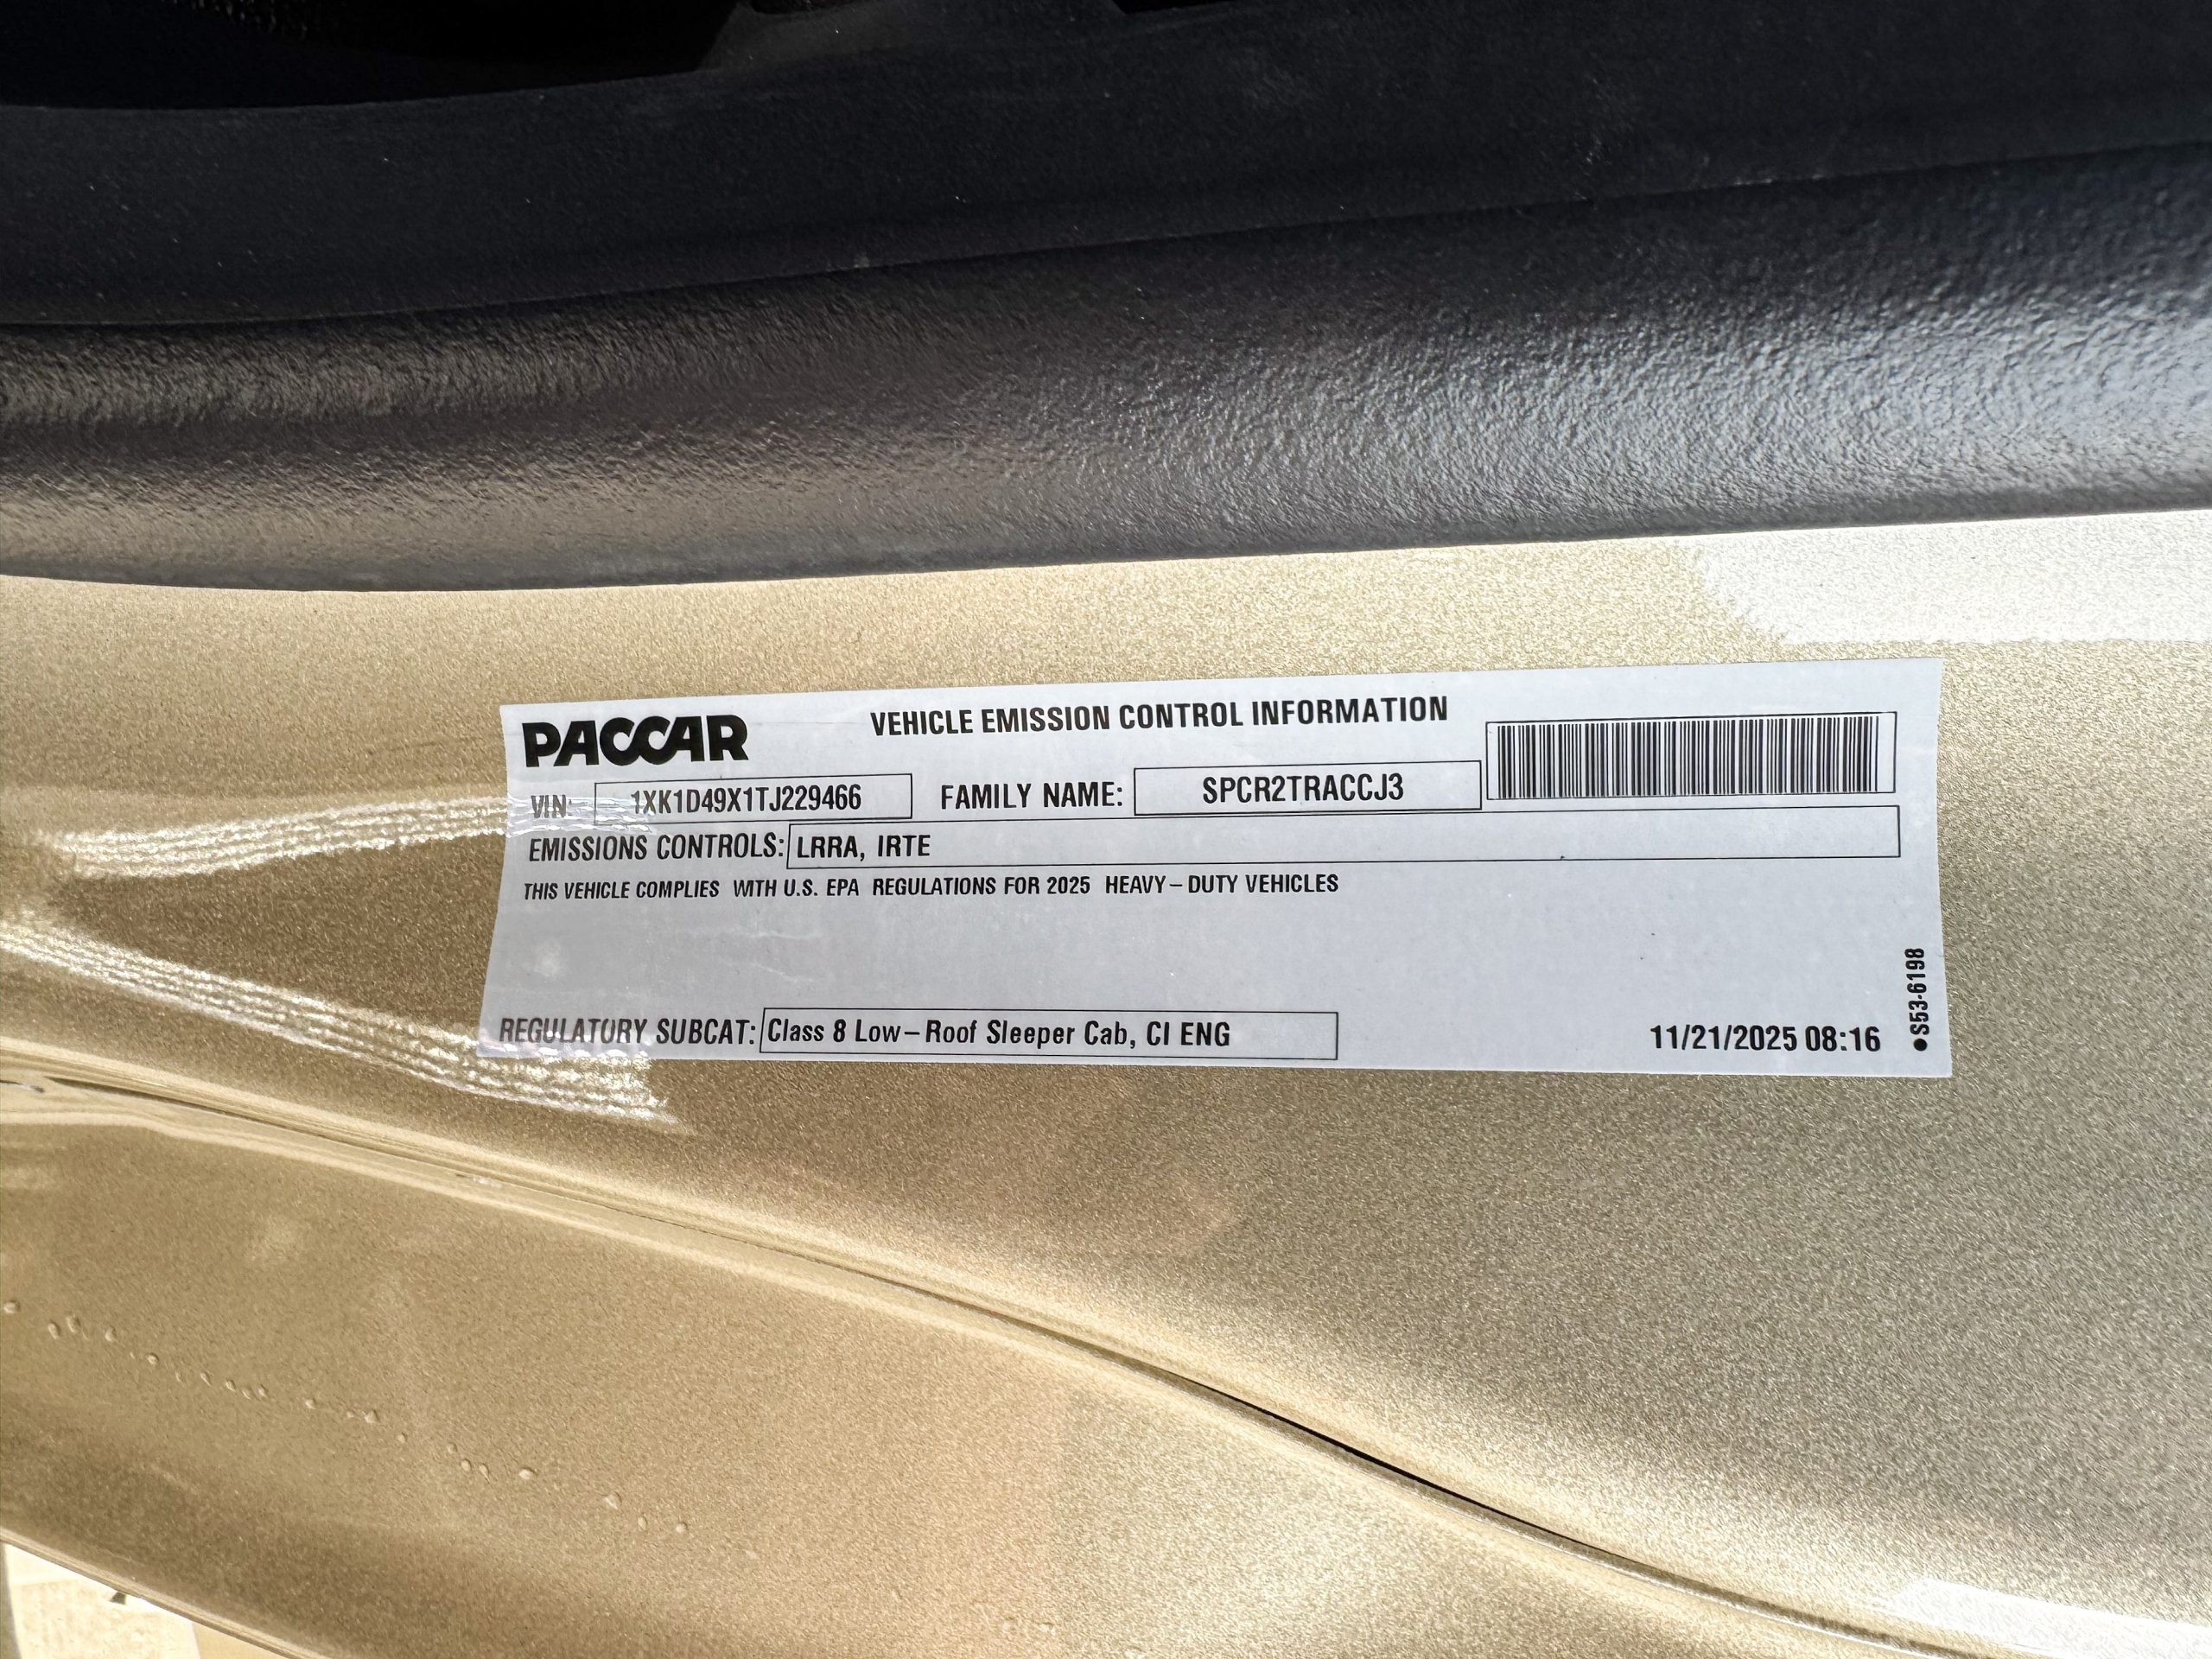 PACCAR
VEHICLE EMISSION CONTROL INFORMATION
VIN: 1XK1D49X1TJ229466 FAMILY NAME: SPCR2TRACCJ3
EMISSIONS CONTROLS: LRRA, IRTE
THIS VEHICLE COMPLIES WITH U.S. EPA REGULATIONS FOR 2025 HEAVY-DUTY VEHICLES
REGULATORY SUBCAT: Class 8 Low-Roof Sleeper Cab, CI ENG
11/21/2025 08:16
•S53-6198